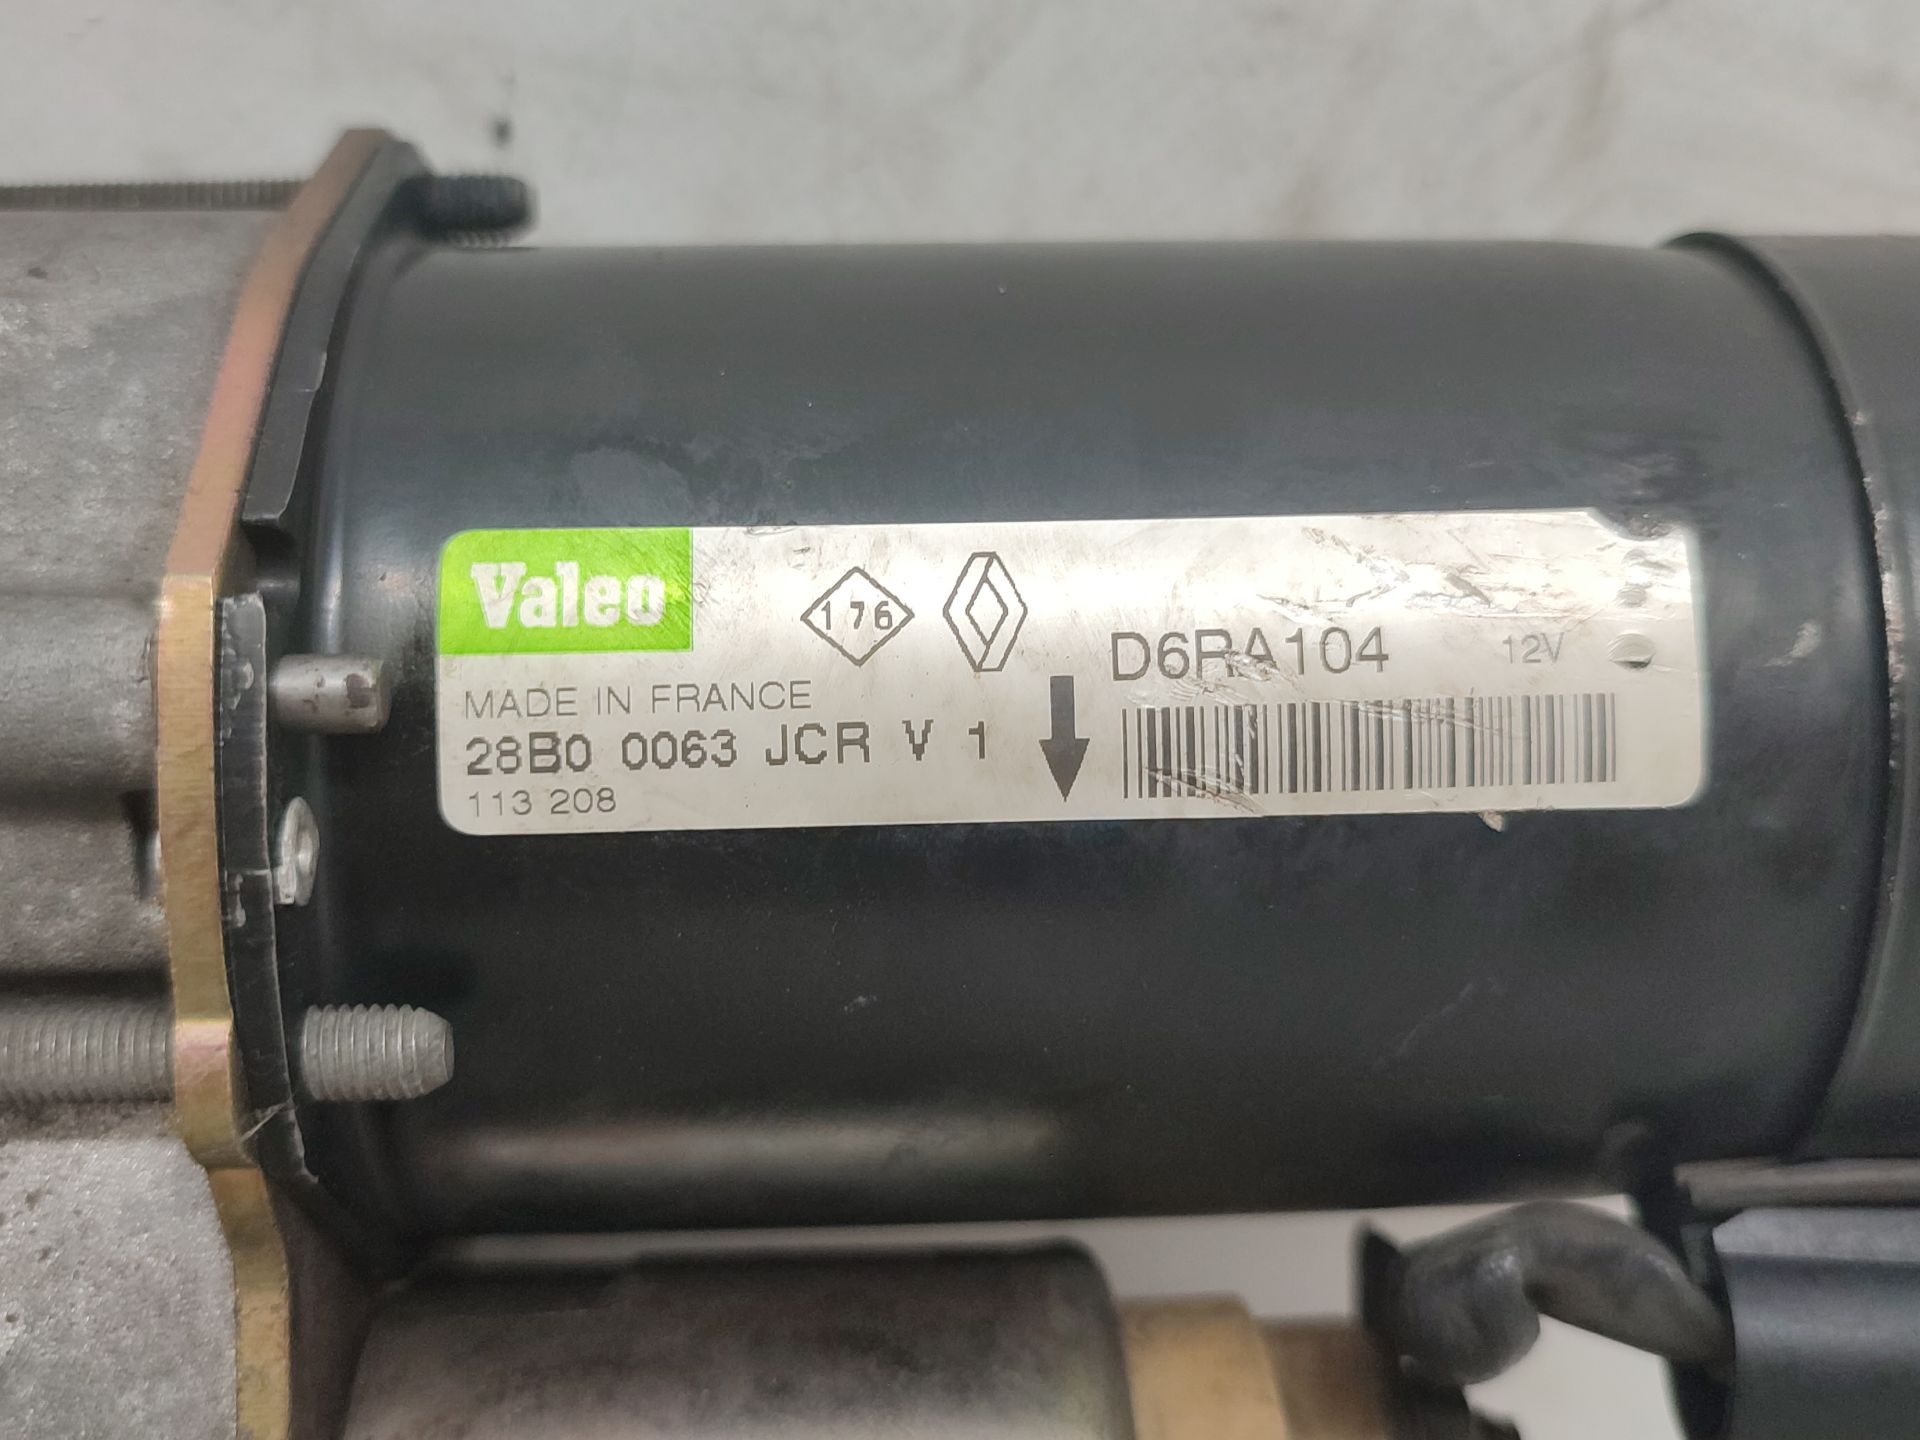 Valeo
176
D6RA104 12V
MADE IN FRANCE
28B0 0063 JCR V 1
113 208